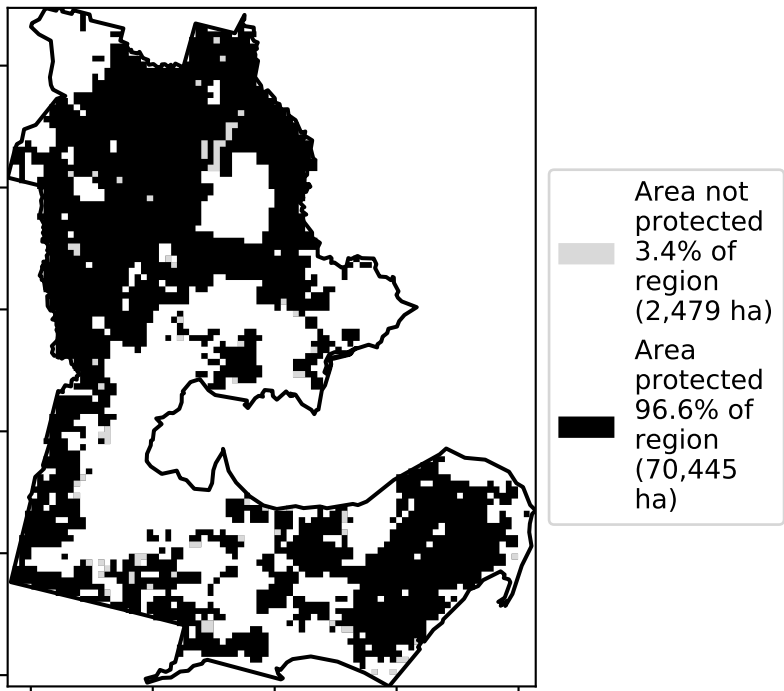 Area not
protected
3.4% of
region
(2,479 ha)
Area
protected
96.6% of
region
(70,445
ha)